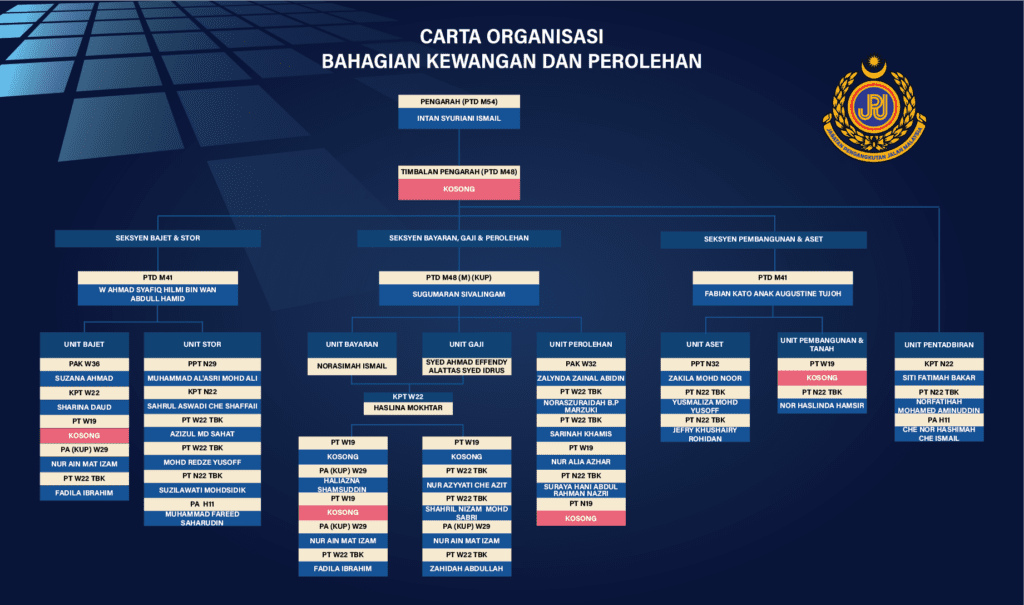 CARTA ORGANISASI
BAHAGIAN KEWANGAN DAN PEROLEHAN
JPJ
JABATAN PENGANGKUTAN JALAN MALAYSIA
PENGARAH (PTD M54)
INTAN SYURIANI ISMAIL
TIMBALAN PENGARAH (PTD M48)
KOSONG
SEKSYEN BAJET & STOR
PTD M41
W AHMAD SYAFIQ HILMI BIN WAN
ABDULL HAMID
UNIT BAJET
PAK W36
SUZANA AHMAD
KPT W22
SHARINA DAUD
PT W19
KOSONG
PA (KUP) W29
NUR AIN MAT IZAM
PT W22 TBK
FADILA IBRAHIM
UNIT STOR
PPT N29
MUHAMMAD AL'ASRI MOHD ALI
KPT N22
SAHRUL ASWADI CHE SHAFFAII
PT W22 TBK
AZIZUL MD SAHAT
PT W22 TBK
MOHD REDZE YUSOFF
PT N22 TBK
SUZILAWATI MOHDSIDIK
PA H11
MUHAMMAD FAREED
SAHARUDIN
SEKSYEN BAYARAN, GAJI & PEROLEHAN
PTD M48 (M) (KUP)
SUGUMARAN SIVALINGAM
UNIT BAYARAN
NORASIMAH ISMAIL
UNIT GAJI
SYED AHMAD EFFENDY
ALATTAS SYED IDRUS
KPT W22
HASLINA MOKHTAR
PT W19
KOSONG
PA (KUP) W29
HALIAZNA
SHAMSUDDIN
PT W19
KOSONG
PA (KUP) W29
NUR AIN MAT IZAM
PT W22 TBK
FADILA IBRAHIM
PT W19
KOSONG
PT W22 TBK
NUR AZYYATI CHE AZIT
PT W22 TBK
SHAHRIL NIZAM MOHD
SABRI
PA (KUP) W29
NUR AIN MAT IZAM
PT W22 TBK
ZAHIDAH ABDULLAH
UNIT PEROLEHAN
PAK W32
ZALYNDA ZAINAL ABIDIN
PT W22 TBK
NORASZURAIDAH B.P
MARZUKI
PT W22 TBK
SARINAH KHAMIS
PT W19
NUR ALIA AZHAR
PT W22 TBK
SURAYA HANI ABDUL
RAHMAN NAZRI
PT N19
KOSONG
SEKSYEN PEMBANGUNAN & ASET
PTD M41
FABIAN KATO ANAK AUGUSTINE TUJOH
UNIT ASET
PPT N32
ZAKILA MOHD NOOR
PT N22 TBK
YUSMALIZA MOHD
YUSOFF
PT N22 TBK
JEFRY KHUSHAIRY
ROHIDAN
UNIT PEMBANGUNAN &
TANAH
PT W19
KOSONG
PT W22 TBK
NOR HASLINDA HAMSIR
UNIT PENTADBIRAN
KPT N22
SITI FATIMAH BAKAR
PT N22 TBK
NORFATIHAH
MOHAMED AMINUDDIN
PA H11
CHE NOR HASHIMAH
CHE ISMAIL